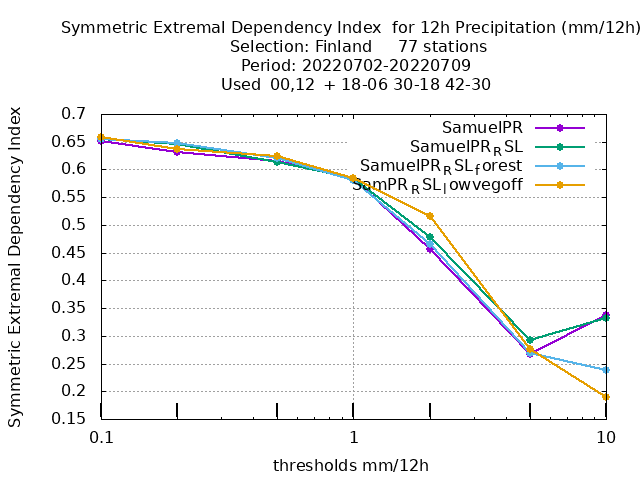 Symmetric Extremal Dependency Index for 12h Precipitation (mm/12h)
Selection: Finland 77 stations
Period: 20220702-20220709
Used 00,12 + 18-06 30-18 42-30
Symmetric Extremal Dependency Index
0.7
0.65
0.6
0.55
0.5
0.45
0.4
0.35
0.3
0.25
0.2
0.15
SamuelPR
SamuelPR_RSL
SamuelPR_RSL_forest
SamPR_RSL_lowvegoff
0.1
1
10
thresholds mm/12h